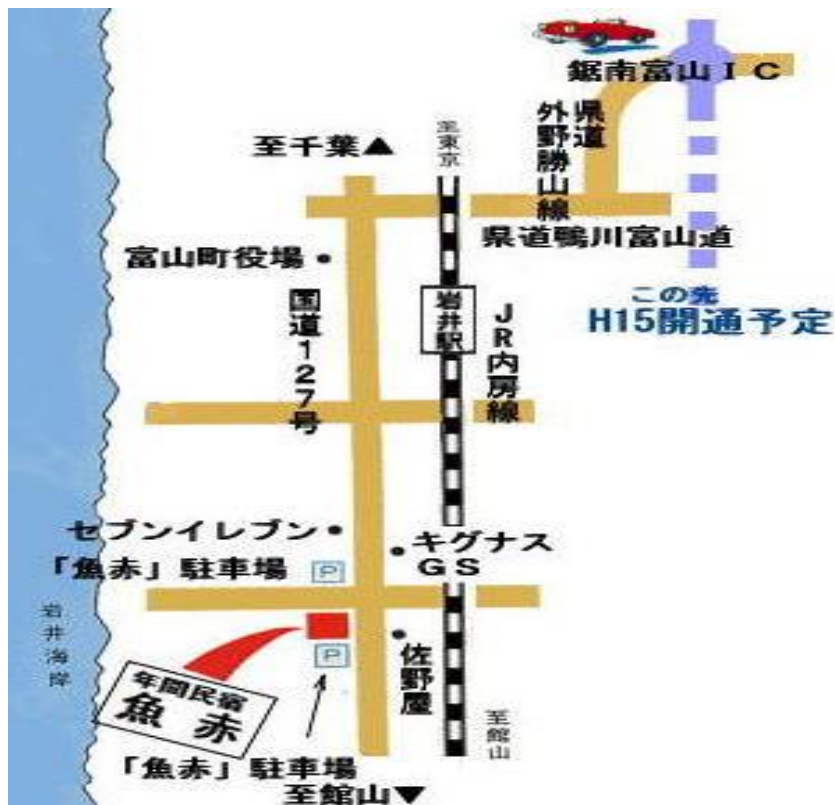 鋸南富山ＩＣ
県道
外野勝山線
至東京
至千葉▲
県道鴨川富山道
富山町役場
この先
H15開通予定
国道127号
岩井駅
JR内房線
セブンイレブン
キグナス
ＧＳ
「魚赤」駐車場
P
岩井海岸
P
佐野屋
年間民宿
魚赤
至館山
「魚赤」駐車場
至館山▼